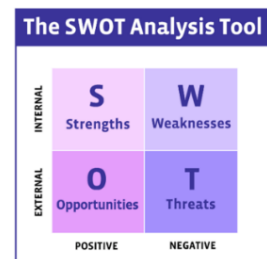 The SWOT Analysis Tool
INTERNAL
S
Strengths
W
Weaknesses
EXTERNAL
O
Opportunities
T
Threats
POSITIVE
NEGATIVE